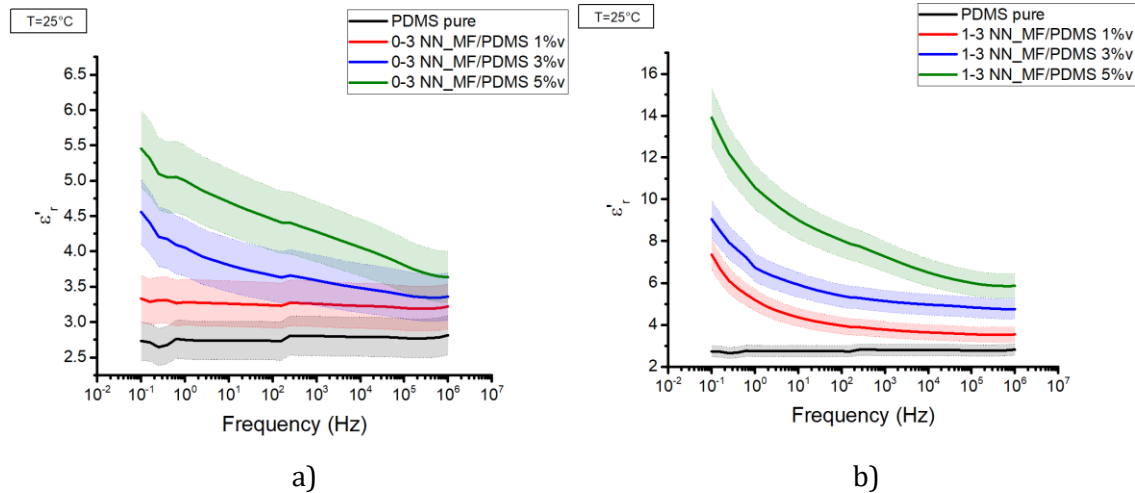 T=25°C
PDMS pure
0-3 NN_MF/PDMS 1%v
0-3 NN_MF/PDMS 3%v
0-3 NN_MF/PDMS 5%v
6.5
6.0
5.5
5.0
4.5
4.0
3.5
3.0
2.5
ε'r
10⁻² 10⁻¹ 10⁰ 10¹ 10² 10³ 10⁴ 10⁵ 10⁶ 10⁷
Frequency (Hz)
a)
T=25°C
PDMS pure
1-3 NN_MF/PDMS 1%v
1-3 NN_MF/PDMS 3%v
1-3 NN_MF/PDMS 5%v
16
14
12
10
8
6
4
2
ε'r
10⁻² 10⁻¹ 10⁰ 10¹ 10² 10³ 10⁴ 10⁵ 10⁶ 10⁷
Frequency (Hz)
b)